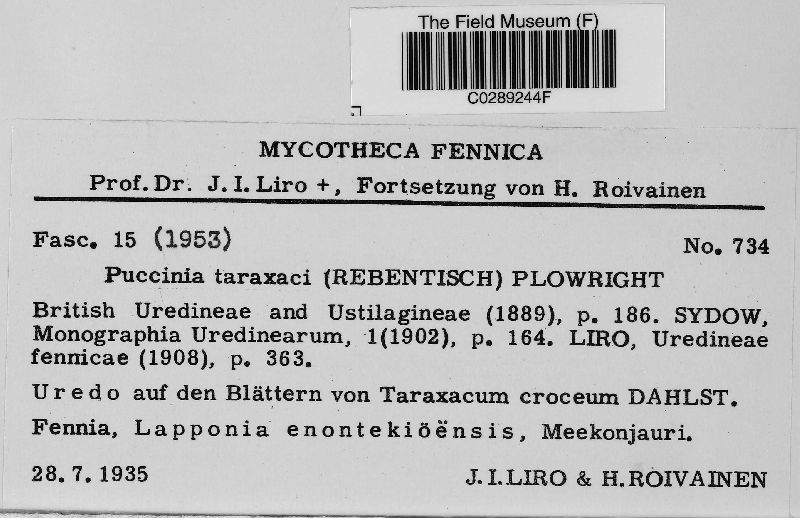 The Field Museum (F)
C0289244F
MYCOTHECA FENNICA
Prof. Dr. J. I. Liro +, Fortsetzung von H. Roivainen
Fasc. 15 (1953)
No. 734
Puccinia taraxaci (REBENTISCH) PLOWRIGHT
British Uredineae and Ustilagineae (1889), p. 186. SYDOW,
Monographia Uredinearum, 1(1902), p. 164. LIRO, Uredineae
fennicae (1908), p. 363.
Uredo auf den Blättern von Taraxacum croceum DAHLST.
Fennia, Lapponia enontekiöënsis, Meekonjauri.
28. 7. 1935
J. I. LIRO & H. ROIVAINEN